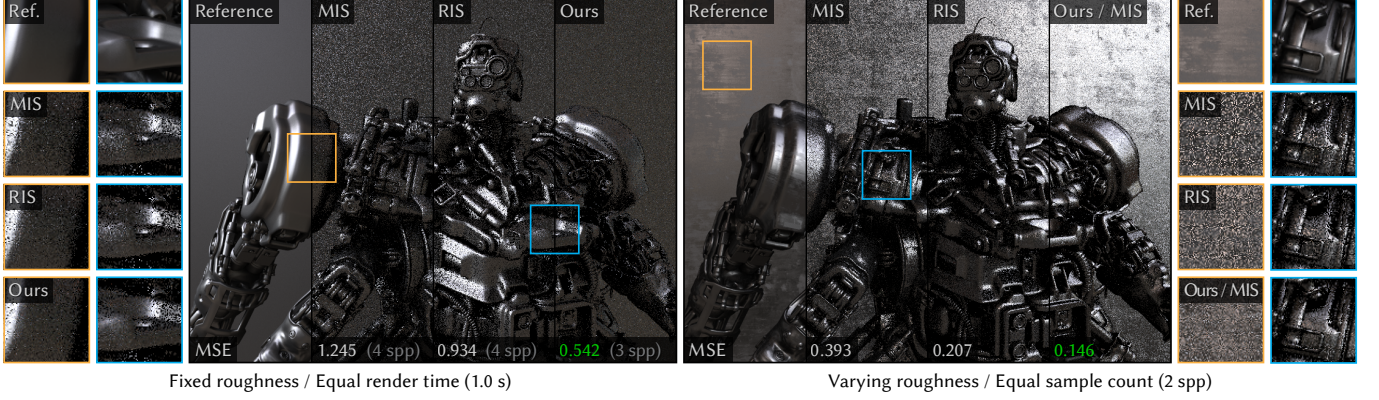 Ref.
MIS
RIS
Ours
Reference
MIS
RIS
Ours
MSE
1.245 (4 spp)
0.934 (4 spp)
0.542 (3 spp)
Fixed roughness / Equal render time (1.0 s)
Reference
MIS
RIS
Ours / MIS
MSE
0.393
0.207
0.146
Varying roughness / Equal sample count (2 spp)
Ref.
MIS
RIS
Ours / MIS